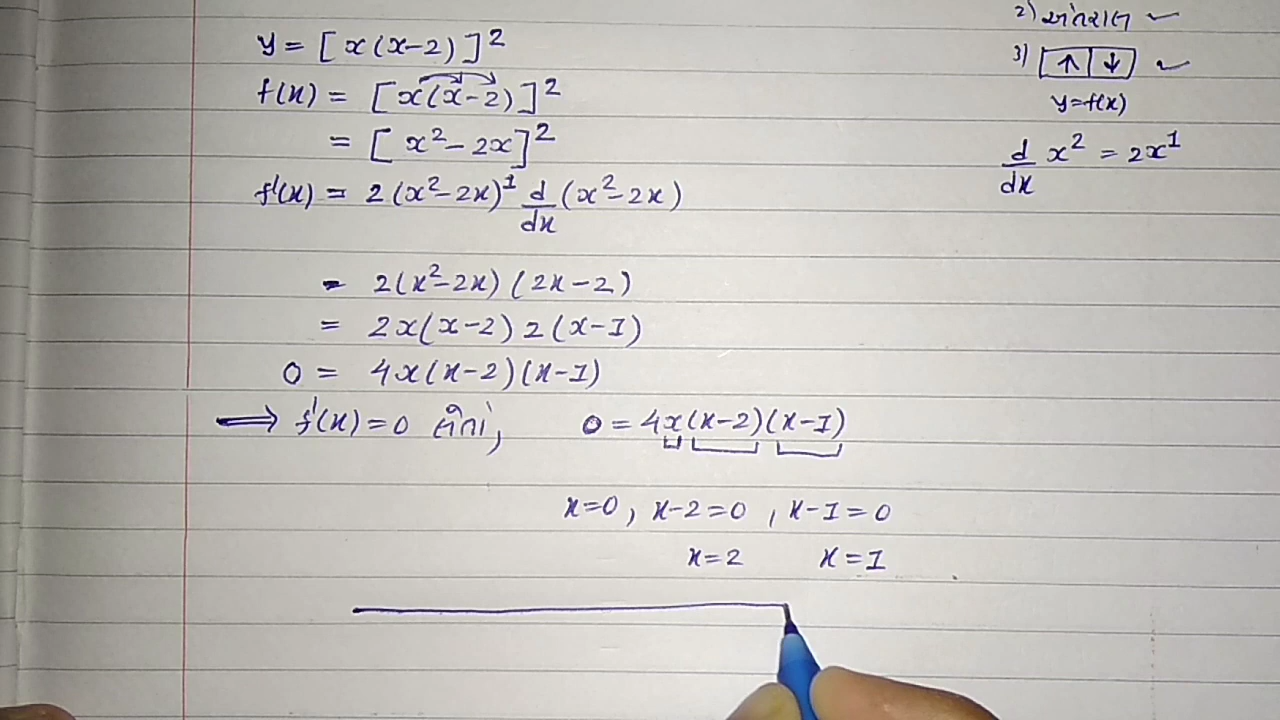 y = [x(x-2)]²
f(x) = [x(x-2)]²
= [x²-2x]²
f'(x) = 2(x²-2x)¹ d/dx (x²-2x)
= 2(x²-2x)(2x-2)
= 2x(x-2)2(x-1)
0 = 4x(x-2)(x-1)
⟹ f'(x)=0 લેતાં, 0 = 4x(x-2)(x-1)
x=0, x-2=0, x-1=0
x=2 x=1
2) અંતરાલ ✓
3) ↑ ↓ ✓
y=f(x)
d/dx x² = 2x¹